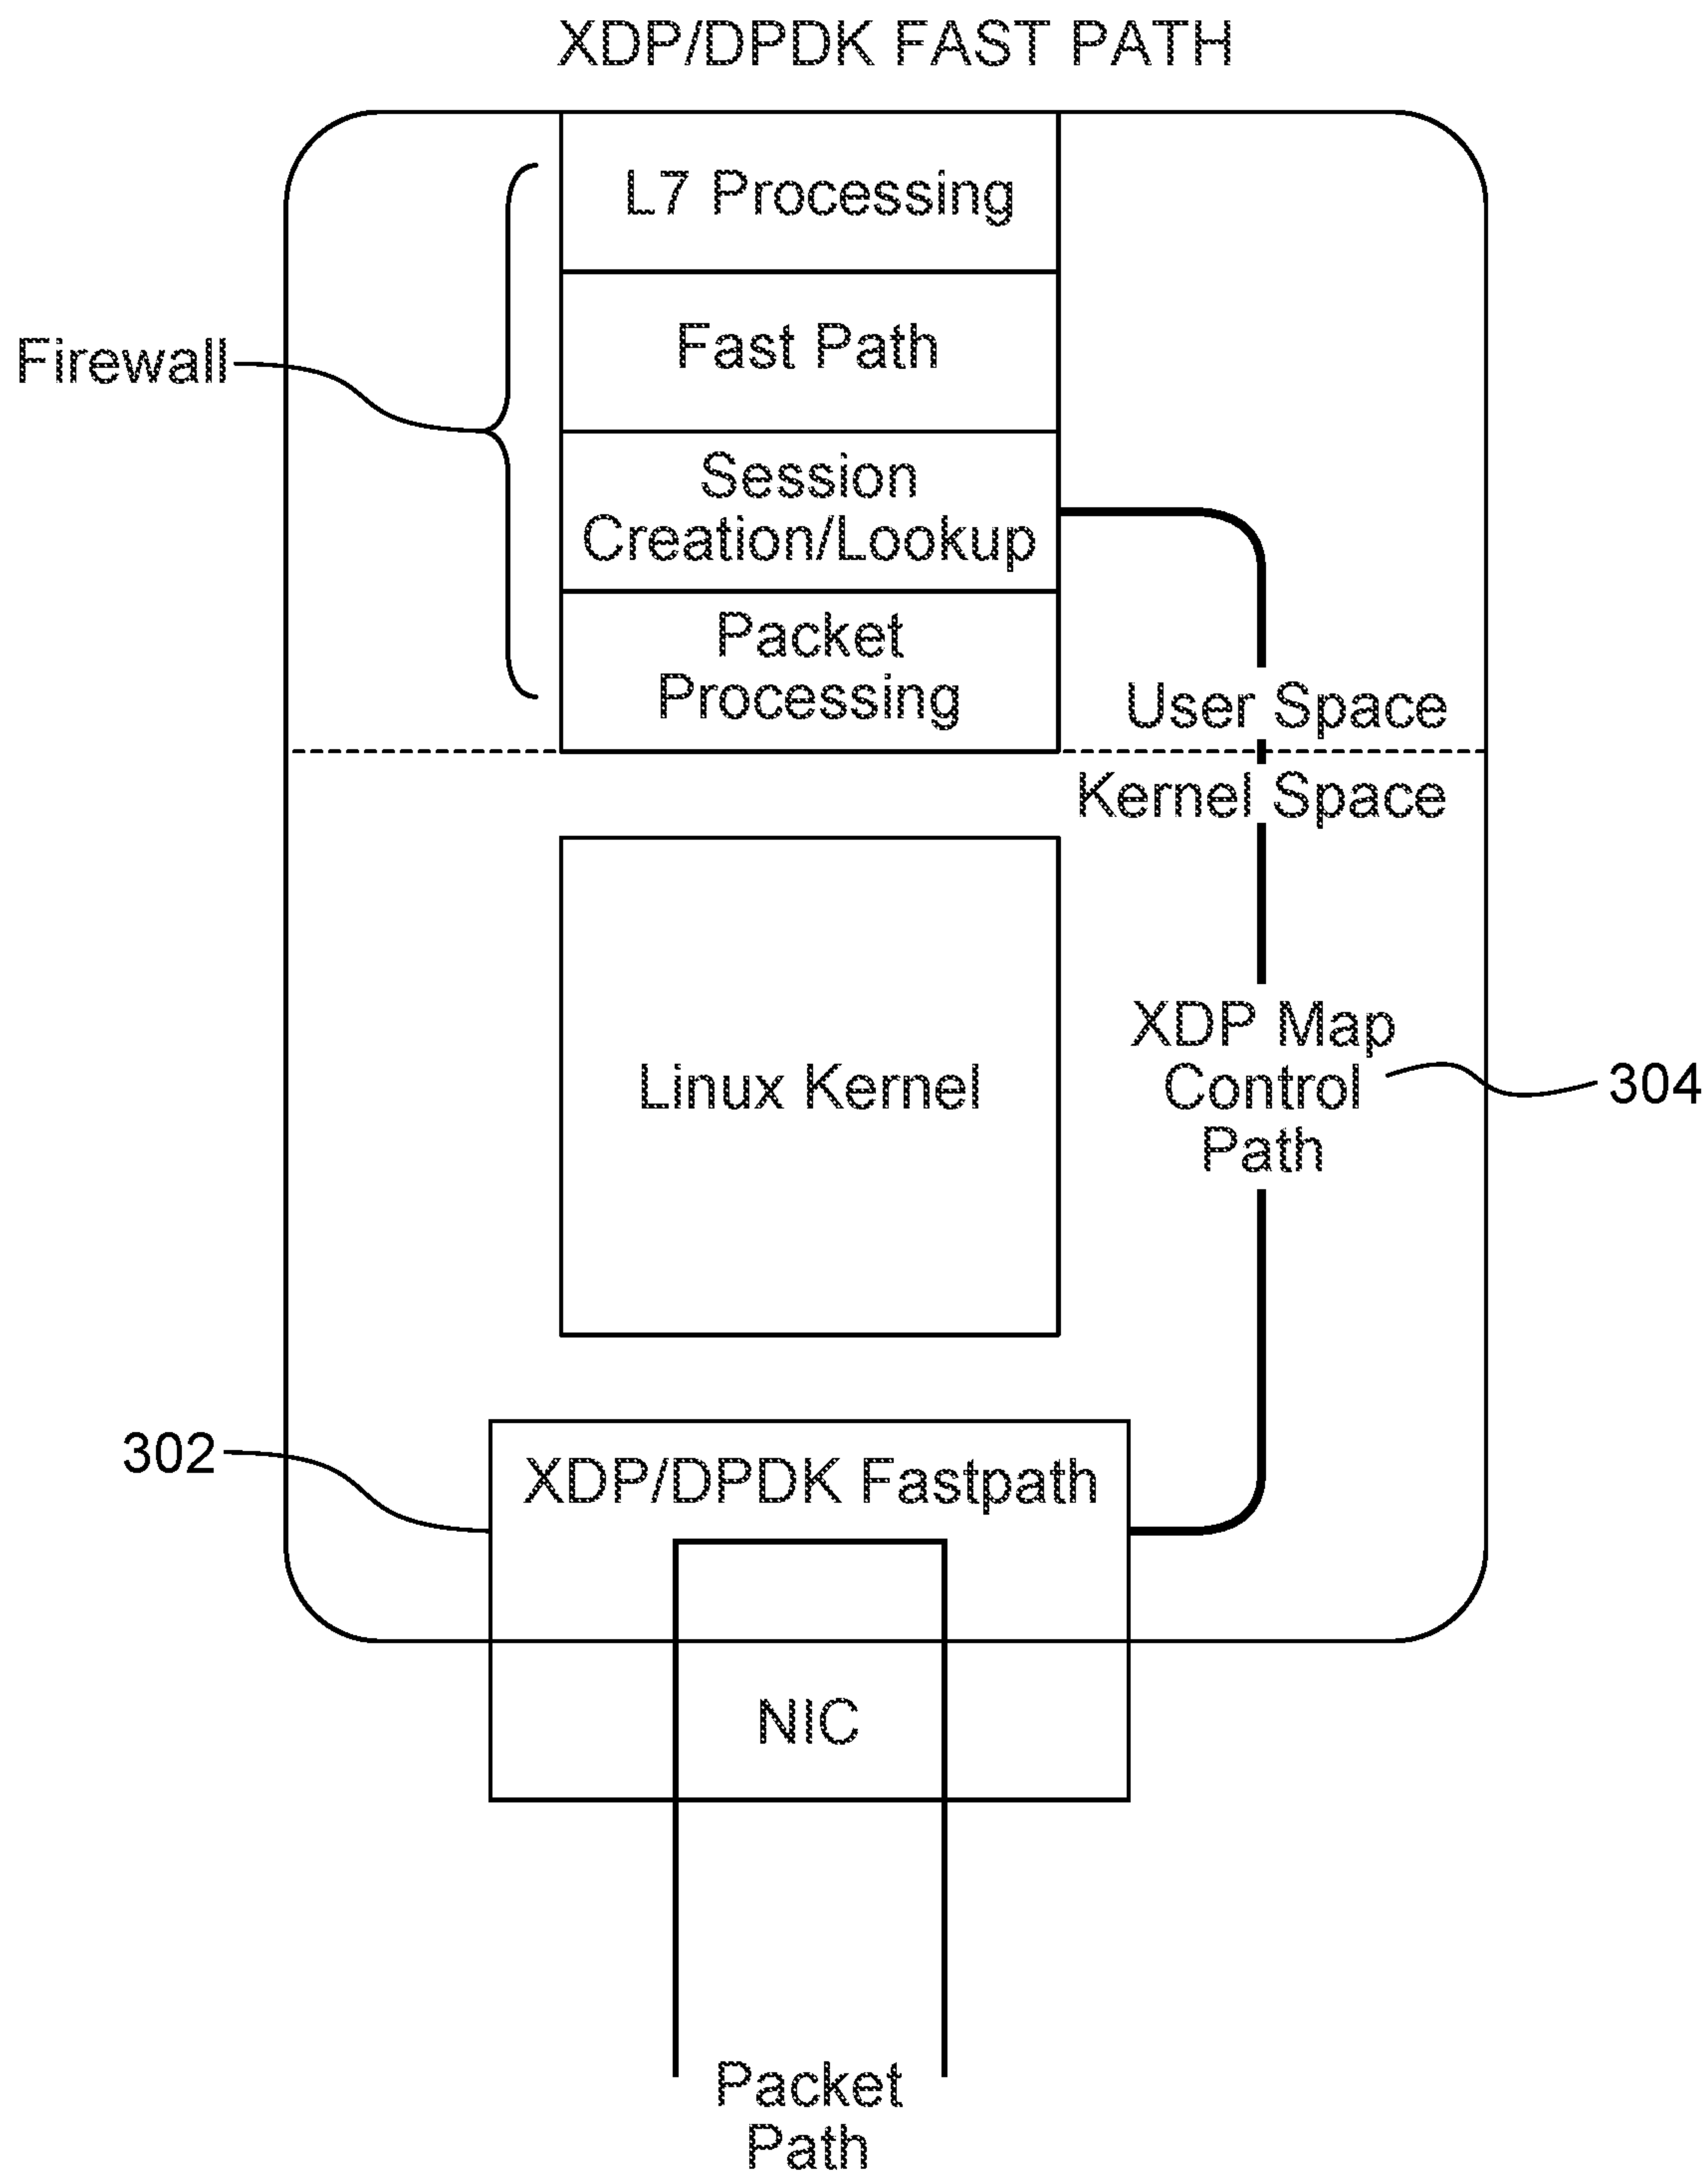 XDP/DPDK FAST PATH
L7 Processing
Fast Path
Firewall
Session
Creation/Lookup
Packet
Processing
User Space
Kernel Space
XDP Map
Control
Path
304
Linux Kernel
302
XDP/DPDK Fastpath
NIC
Packet
Path